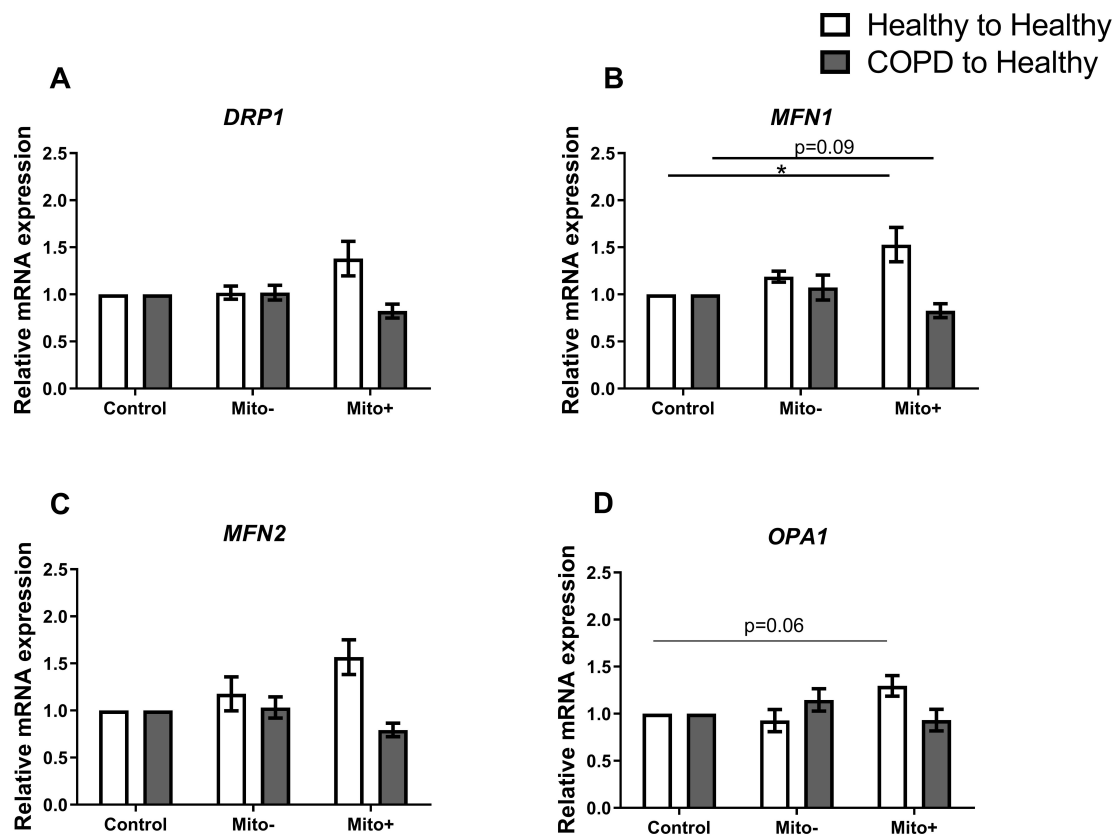 Healthy to Healthy
COPD to Healthy
A
DRP1
Relative mRNA expression
2.5
2.0
1.5
1.0
0.5
0.0
Control Mito- Mito+
B
MFN1
p=0.09
*
Relative mRNA expression
2.5
2.0
1.5
1.0
0.5
0.0
Control Mito- Mito+
C
MFN2
Relative mRNA expression
2.5
2.0
1.5
1.0
0.5
0.0
Control Mito- Mito+
D
OPA1
p=0.06
Relative mRNA expression
2.5
2.0
1.5
1.0
0.5
0.0
Control Mito- Mito+